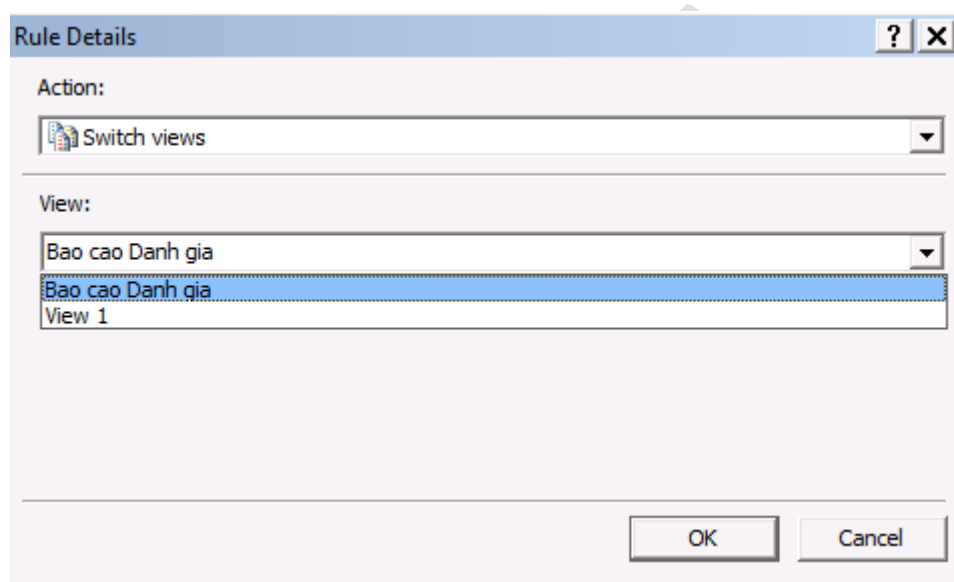 Rule Details
Action:
Switch views
View:
Bao cao Danh gia
Bao cao Danh gia
View 1
OK Cancel